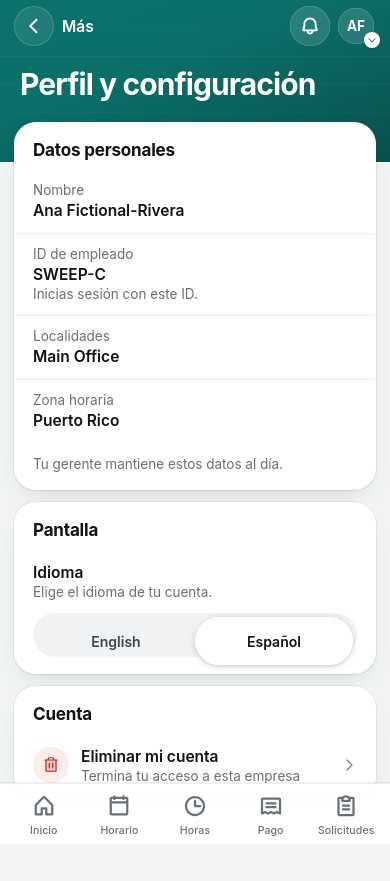 Más
AF
Perfil y configuración
Datos personales
Nombre
Ana Fictional-Rivera
ID de empleado
SWEEP-C
Inicias sesión con este ID.
Localidades
Main Office
Zona horaria
Puerto Rico
Tu gerente mantiene estos datos al día.
Pantalla
Idioma
Elige el idioma de tu cuenta.
English
Español
Cuenta
Eliminar mi cuenta
Termina tu acceso a esta empresa
Inicio
Horario
Horas
Pago
Solicitudes